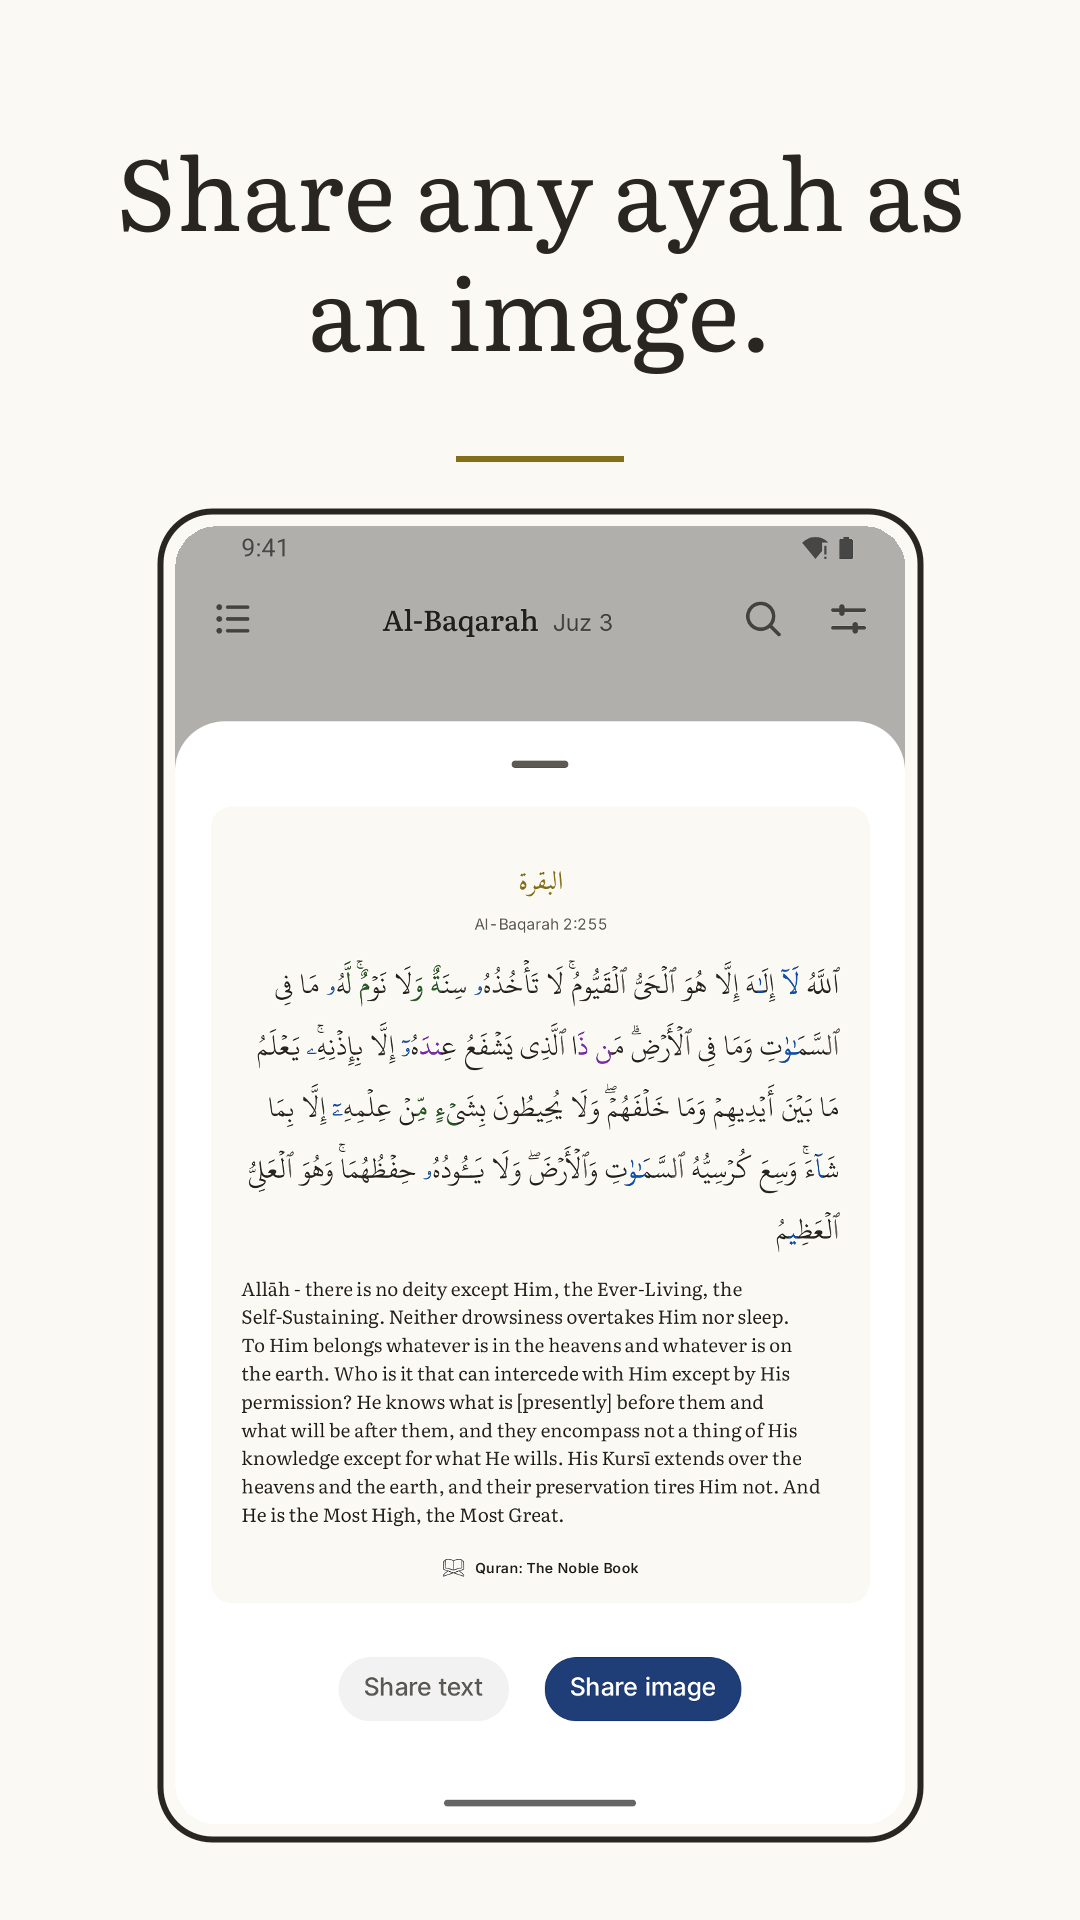 Share any ayah as
an image.
9:41
Al-Baqarah Juz 3
البقرة
Al-Baqarah 2:255
ٱللَّهُ لَآ إِلَـٰهَ إِلَّا هُوَ ٱلْحَىُّ ٱلْقَيُّومُ ۚ لَا تَأْخُذُهُۥ سِنَةٌ وَلَا نَوْمٌ ۚ لَّهُۥ مَا فِى
ٱلسَّمَـٰوَٰتِ وَمَا فِى ٱلْأَرْضِ ۗ مَن ذَا ٱلَّذِى يَشْفَعُ عِندَهُۥٓ إِلَّا بِإِذْنِهِۦ ۚ يَعْلَمُ
مَا بَيْنَ أَيْدِيهِمْ وَمَا خَلْفَهُمْ ۖ وَلَا يُحِيطُونَ بِشَىْءٍ مِّنْ عِلْمِهِۦٓ إِلَّا بِمَا
شَآءَ ۚ وَسِعَ كُرْسِيُّهُ ٱلسَّمَـٰوَٰتِ وَٱلْأَرْضَ ۖ وَلَا يَـُٔودُهُۥ حِفْظُهُمَا ۚ وَهُوَ ٱلْعَلِىُّ
ٱلْعَظِيمُ
Allāh - there is no deity except Him, the Ever-Living, the
Self-Sustaining. Neither drowsiness overtakes Him nor sleep.
To Him belongs whatever is in the heavens and whatever is on
the earth. Who is it that can intercede with Him except by His
permission? He knows what is [presently] before them and
what will be after them, and they encompass not a thing of His
knowledge except for what He wills. His Kursī extends over the
heavens and the earth, and their preservation tires Him not. And
He is the Most High, the Most Great.
Quran: The Noble Book
Share text
Share image